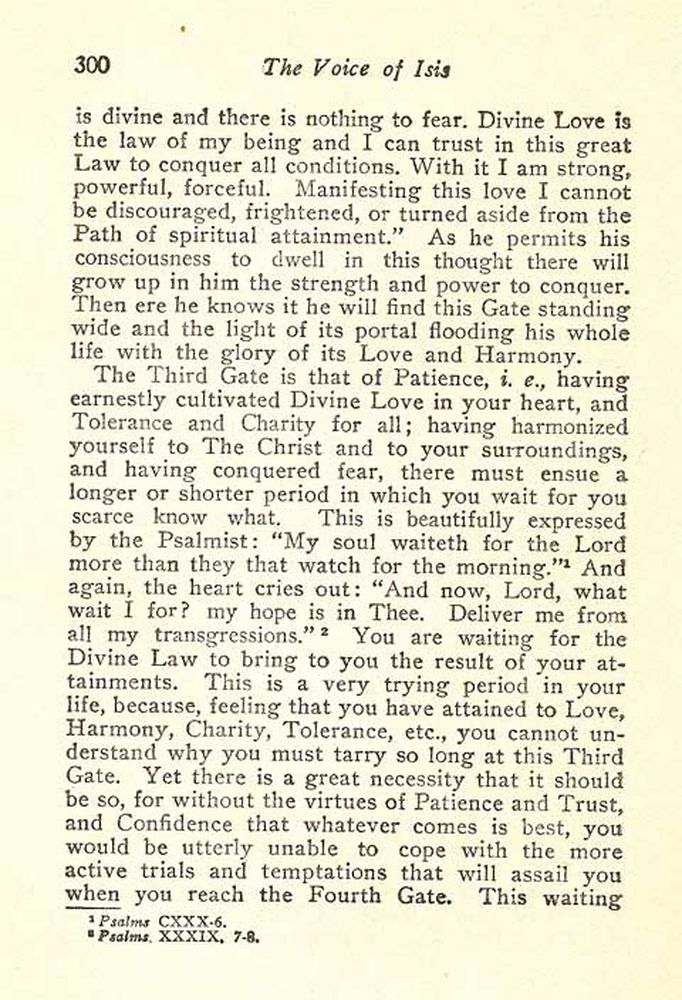 300 The Voice of Isis
is divine and there is nothing to fear. Divine Love is
the law of my being and I can trust in this great
Law to conquer all conditions. With it I am strong,
powerful, forceful. Manifesting this love I cannot
be discouraged, frightened, or turned aside from the
Path of spiritual attainment.” As he permits his
consciousness to dwell in this thought there will
grow up in him the strength and power to conquer.
Then ere he knows it he will find this Gate standing
wide and the light of its portal flooding his whole
life with the glory of its Love and Harmony.
The Third Gate is that of Patience, i. e., having
earnestly cultivated Divine Love in your heart, and
Tolerance and Charity for all; having harmonized
yourself to The Christ and to your surroundings,
and having conquered fear, there must ensue a
longer or shorter period in which you wait for you
scarce know what. This is beautifully expressed
by the Psalmist: “My soul waiteth for the Lord
more than they that watch for the morning.”¹ And
again, the heart cries out: “And now, Lord, what
wait I for? my hope is in Thee. Deliver me from
all my transgressions.” ² You are waiting for the
Divine Law to bring to you the result of your at-
tainments. This is a very trying period in your
life, because, feeling that you have attained to Love,
Harmony, Charity, Tolerance, etc., you cannot un-
derstand why you must tarry so long at this Third
Gate. Yet there is a great necessity that it should
be so, for without the virtues of Patience and Trust,
and Confidence that whatever comes is best, you
would be utterly unable to cope with the more
active trials and temptations that will assail you
when you reach the Fourth Gate. This waiting
¹ Psalms CXXX-6.
² Psalms, XXXIX, 7-8.